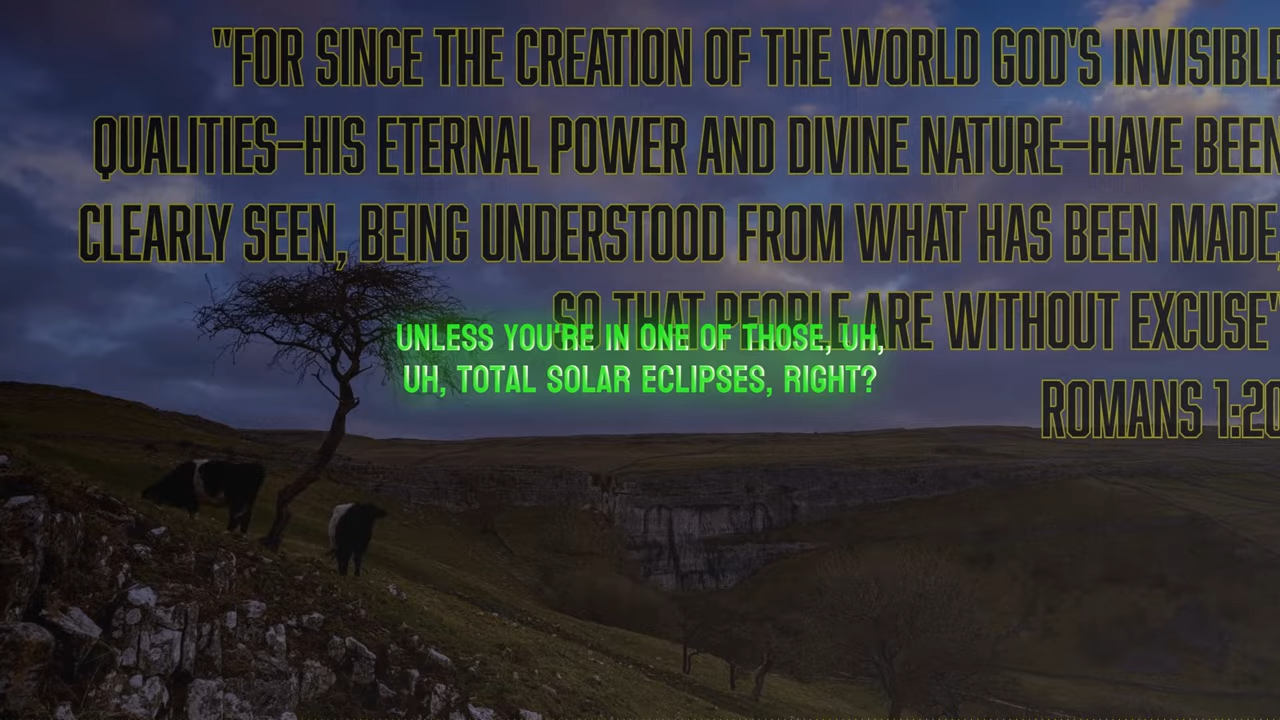 "FOR SINCE THE CREATION OF THE WORLD GOD'S INVISIBLE
QUALITIES—HIS ETERNAL POWER AND DIVINE NATURE—HAVE BEEN
CLEARLY SEEN, BEING UNDERSTOOD FROM WHAT HAS BEEN MADE,
SO THAT PEOPLE ARE WITHOUT EXCUSE"
ROMANS 1:20
UNLESS YOU'RE IN ONE OF THOSE, UH,
UH, TOTAL SOLAR ECLIPSES, RIGHT?